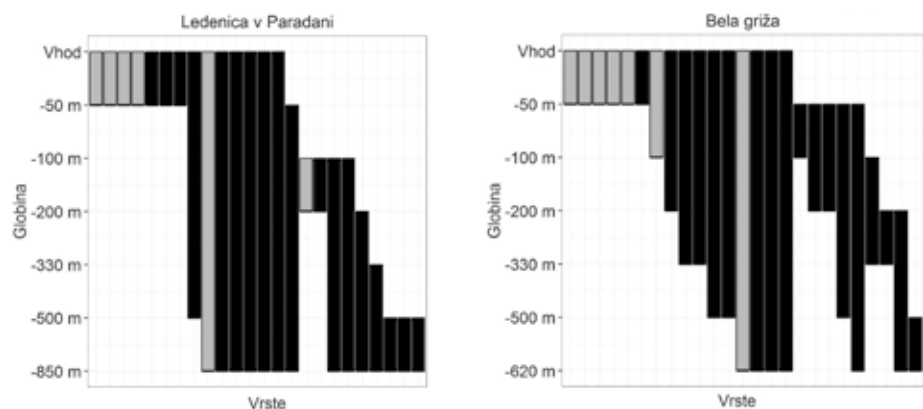 Ledenica v Paradani
Vhod
-50 m
-100 m
-200 m
-330 m
-500 m
-850 m
Globina
Vrste
Bela griža
Vhod
-50 m
-100 m
-200 m
-330 m
-500 m
-620 m
Globina
Vrste